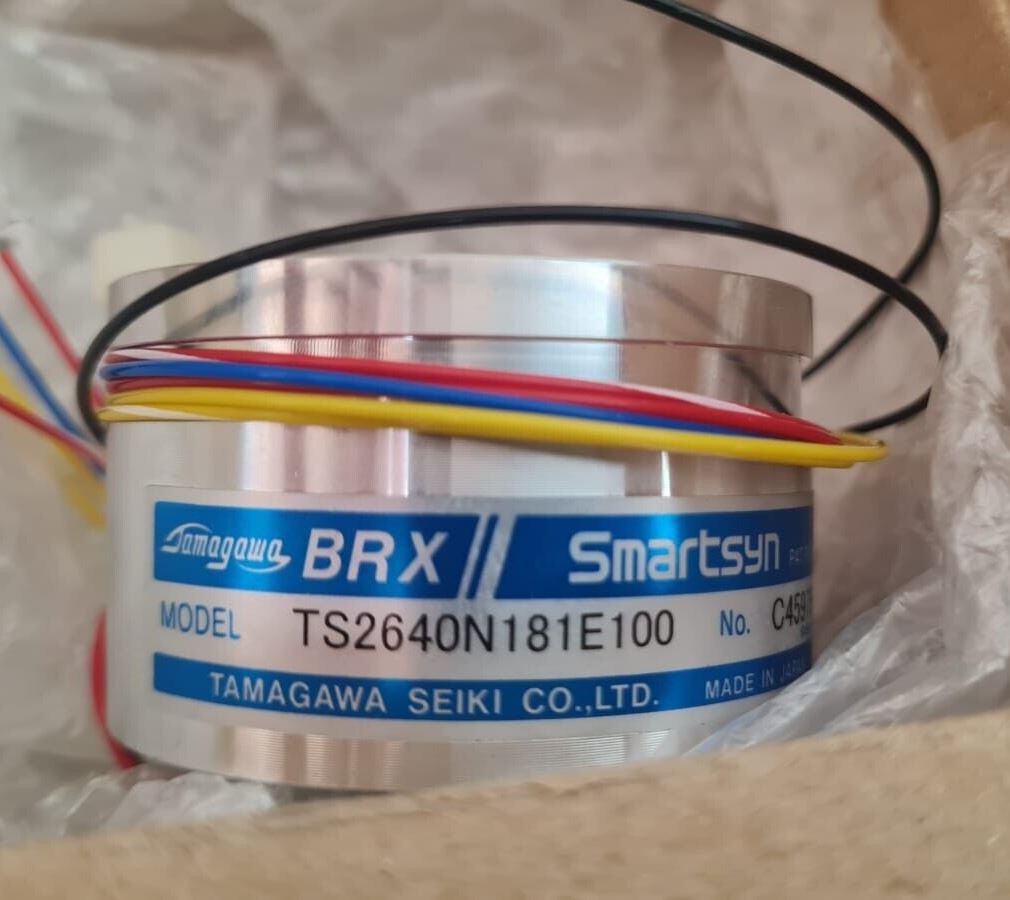 Tamagawa BRX Smartsyn
MODEL TS2640N181E100 No.
TAMAGAWA SEIKI CO.,LTD. MADE IN JAPAN